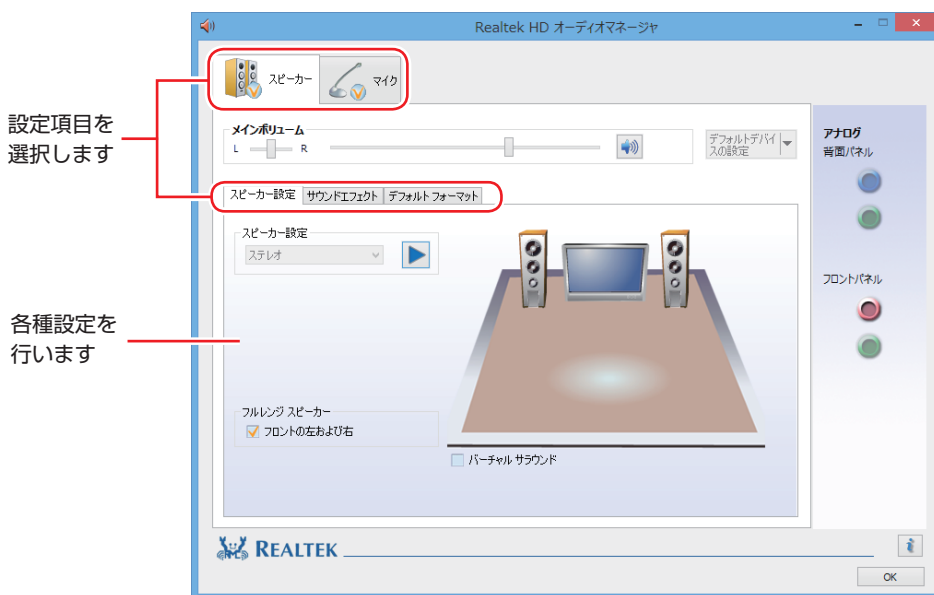 Realtek HD オーディオマネージャ
スピーカー
マイク
設定項目を
選択します
メインボリューム
L
R
デフォルトデバイ
スの設定
アナログ
背面パネル
スピーカー設定
サウンドエフェクト
デフォルトフォーマット
スピーカー設定
ステレオ
フロントパネル
各種設定を
行います
フルレンジ スピーカー
フロントの左および右
バーチャル サラウンド
REALTEK
i
OK